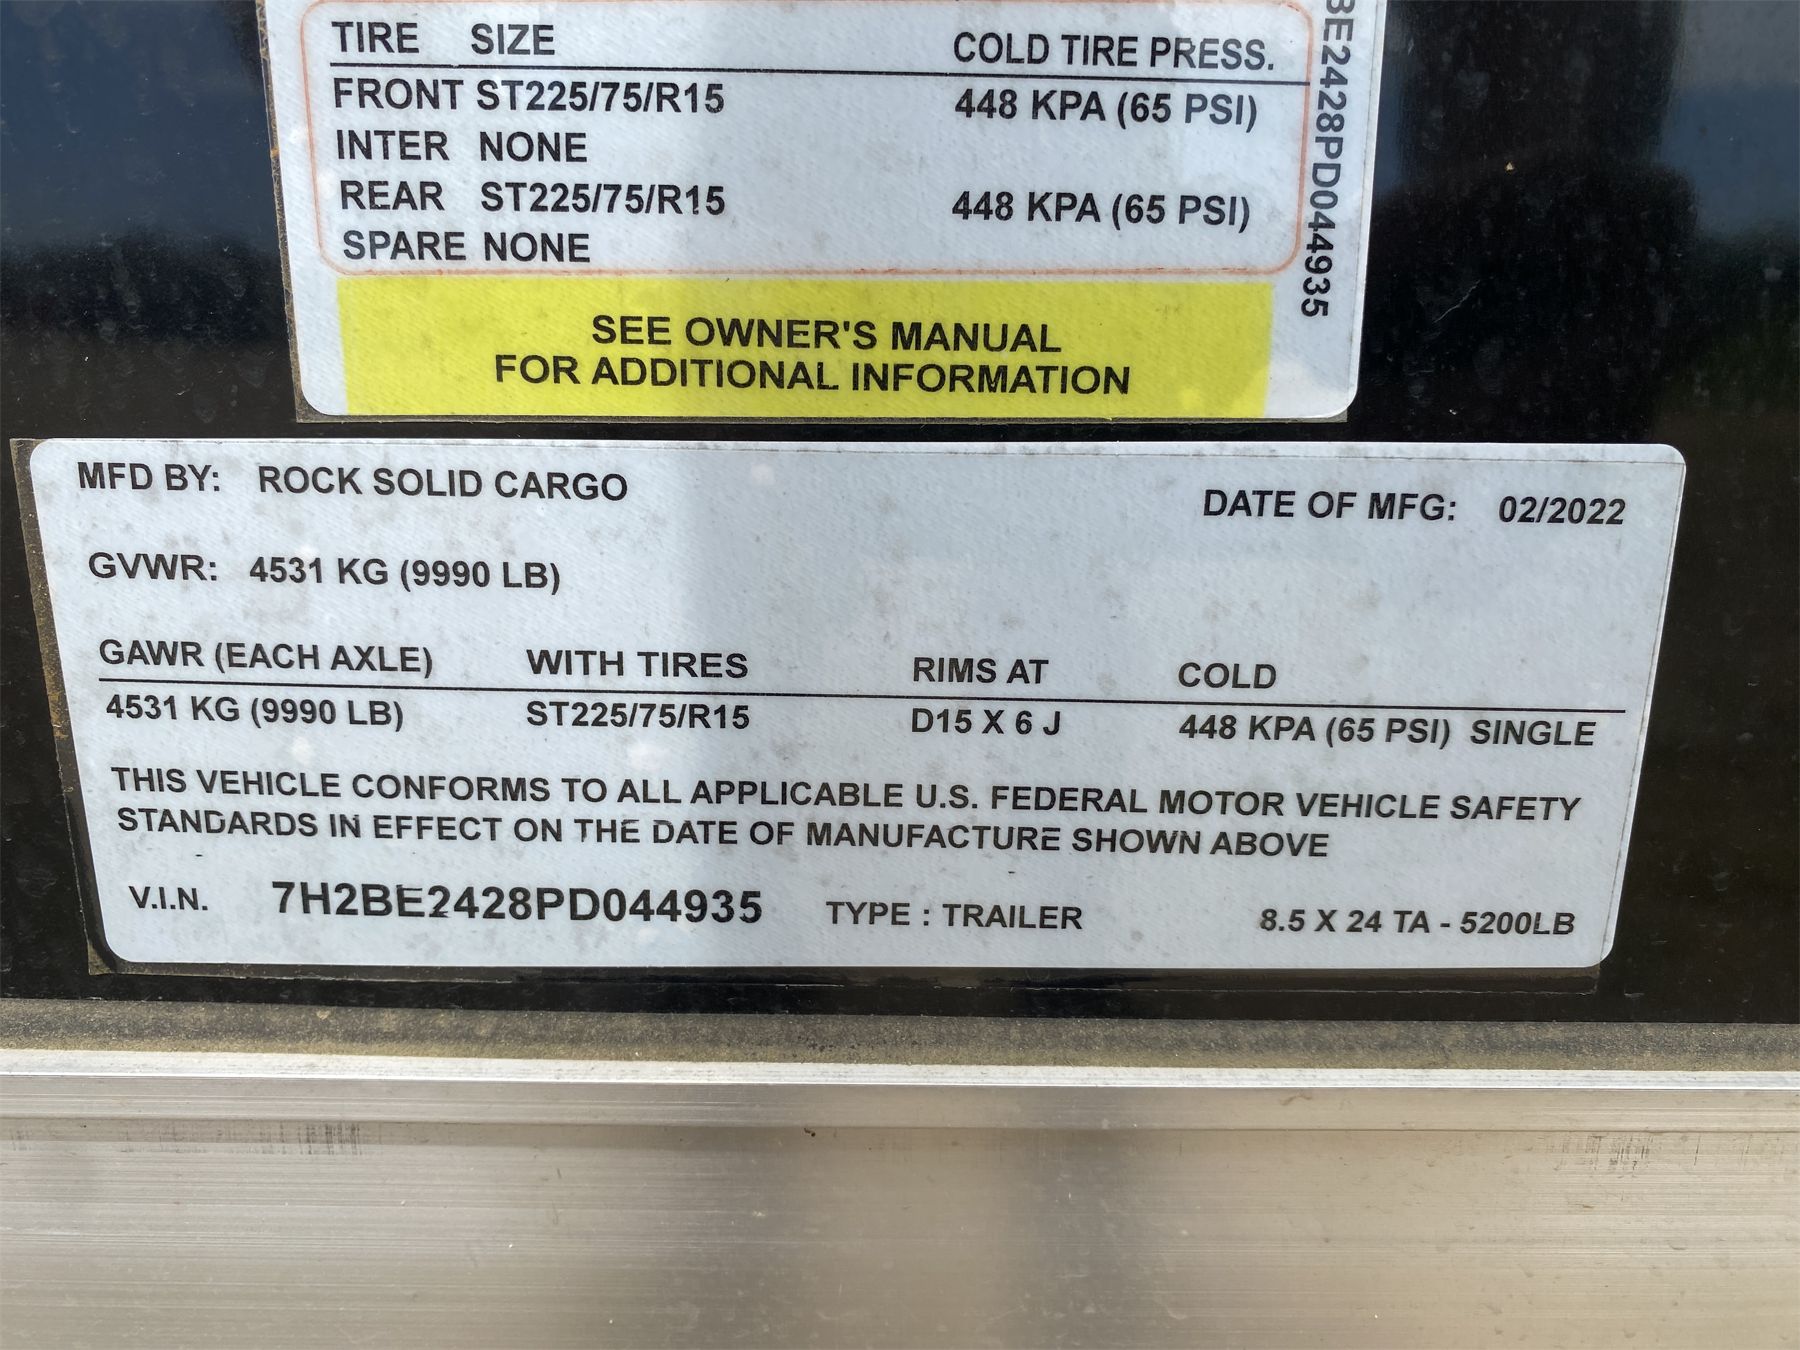 TIRE SIZE COLD TIRE PRESS.
FRONT ST225/75/R15 448 KPA (65 PSI)
INTER NONE
REAR ST225/75/R15 448 KPA (65 PSI)
SPARE NONE
BE2428PD044935
SEE OWNER'S MANUAL
FOR ADDITIONAL INFORMATION
MFD BY: ROCK SOLID CARGO
DATE OF MFG: 02/2022
GVWR: 4531 KG (9990 LB)
GAWR (EACH AXLE) WITH TIRES RIMS AT COLD
4531 KG (9990 LB) ST225/75/R15 D15 X 6 J 448 KPA (65 PSI) SINGLE
THIS VEHICLE CONFORMS TO ALL APPLICABLE U.S. FEDERAL MOTOR VEHICLE SAFETY
STANDARDS IN EFFECT ON THE DATE OF MANUFACTURE SHOWN ABOVE
V.I.N. 7H2BE2428PD044935 TYPE : TRAILER 8.5 X 24 TA - 5200LB